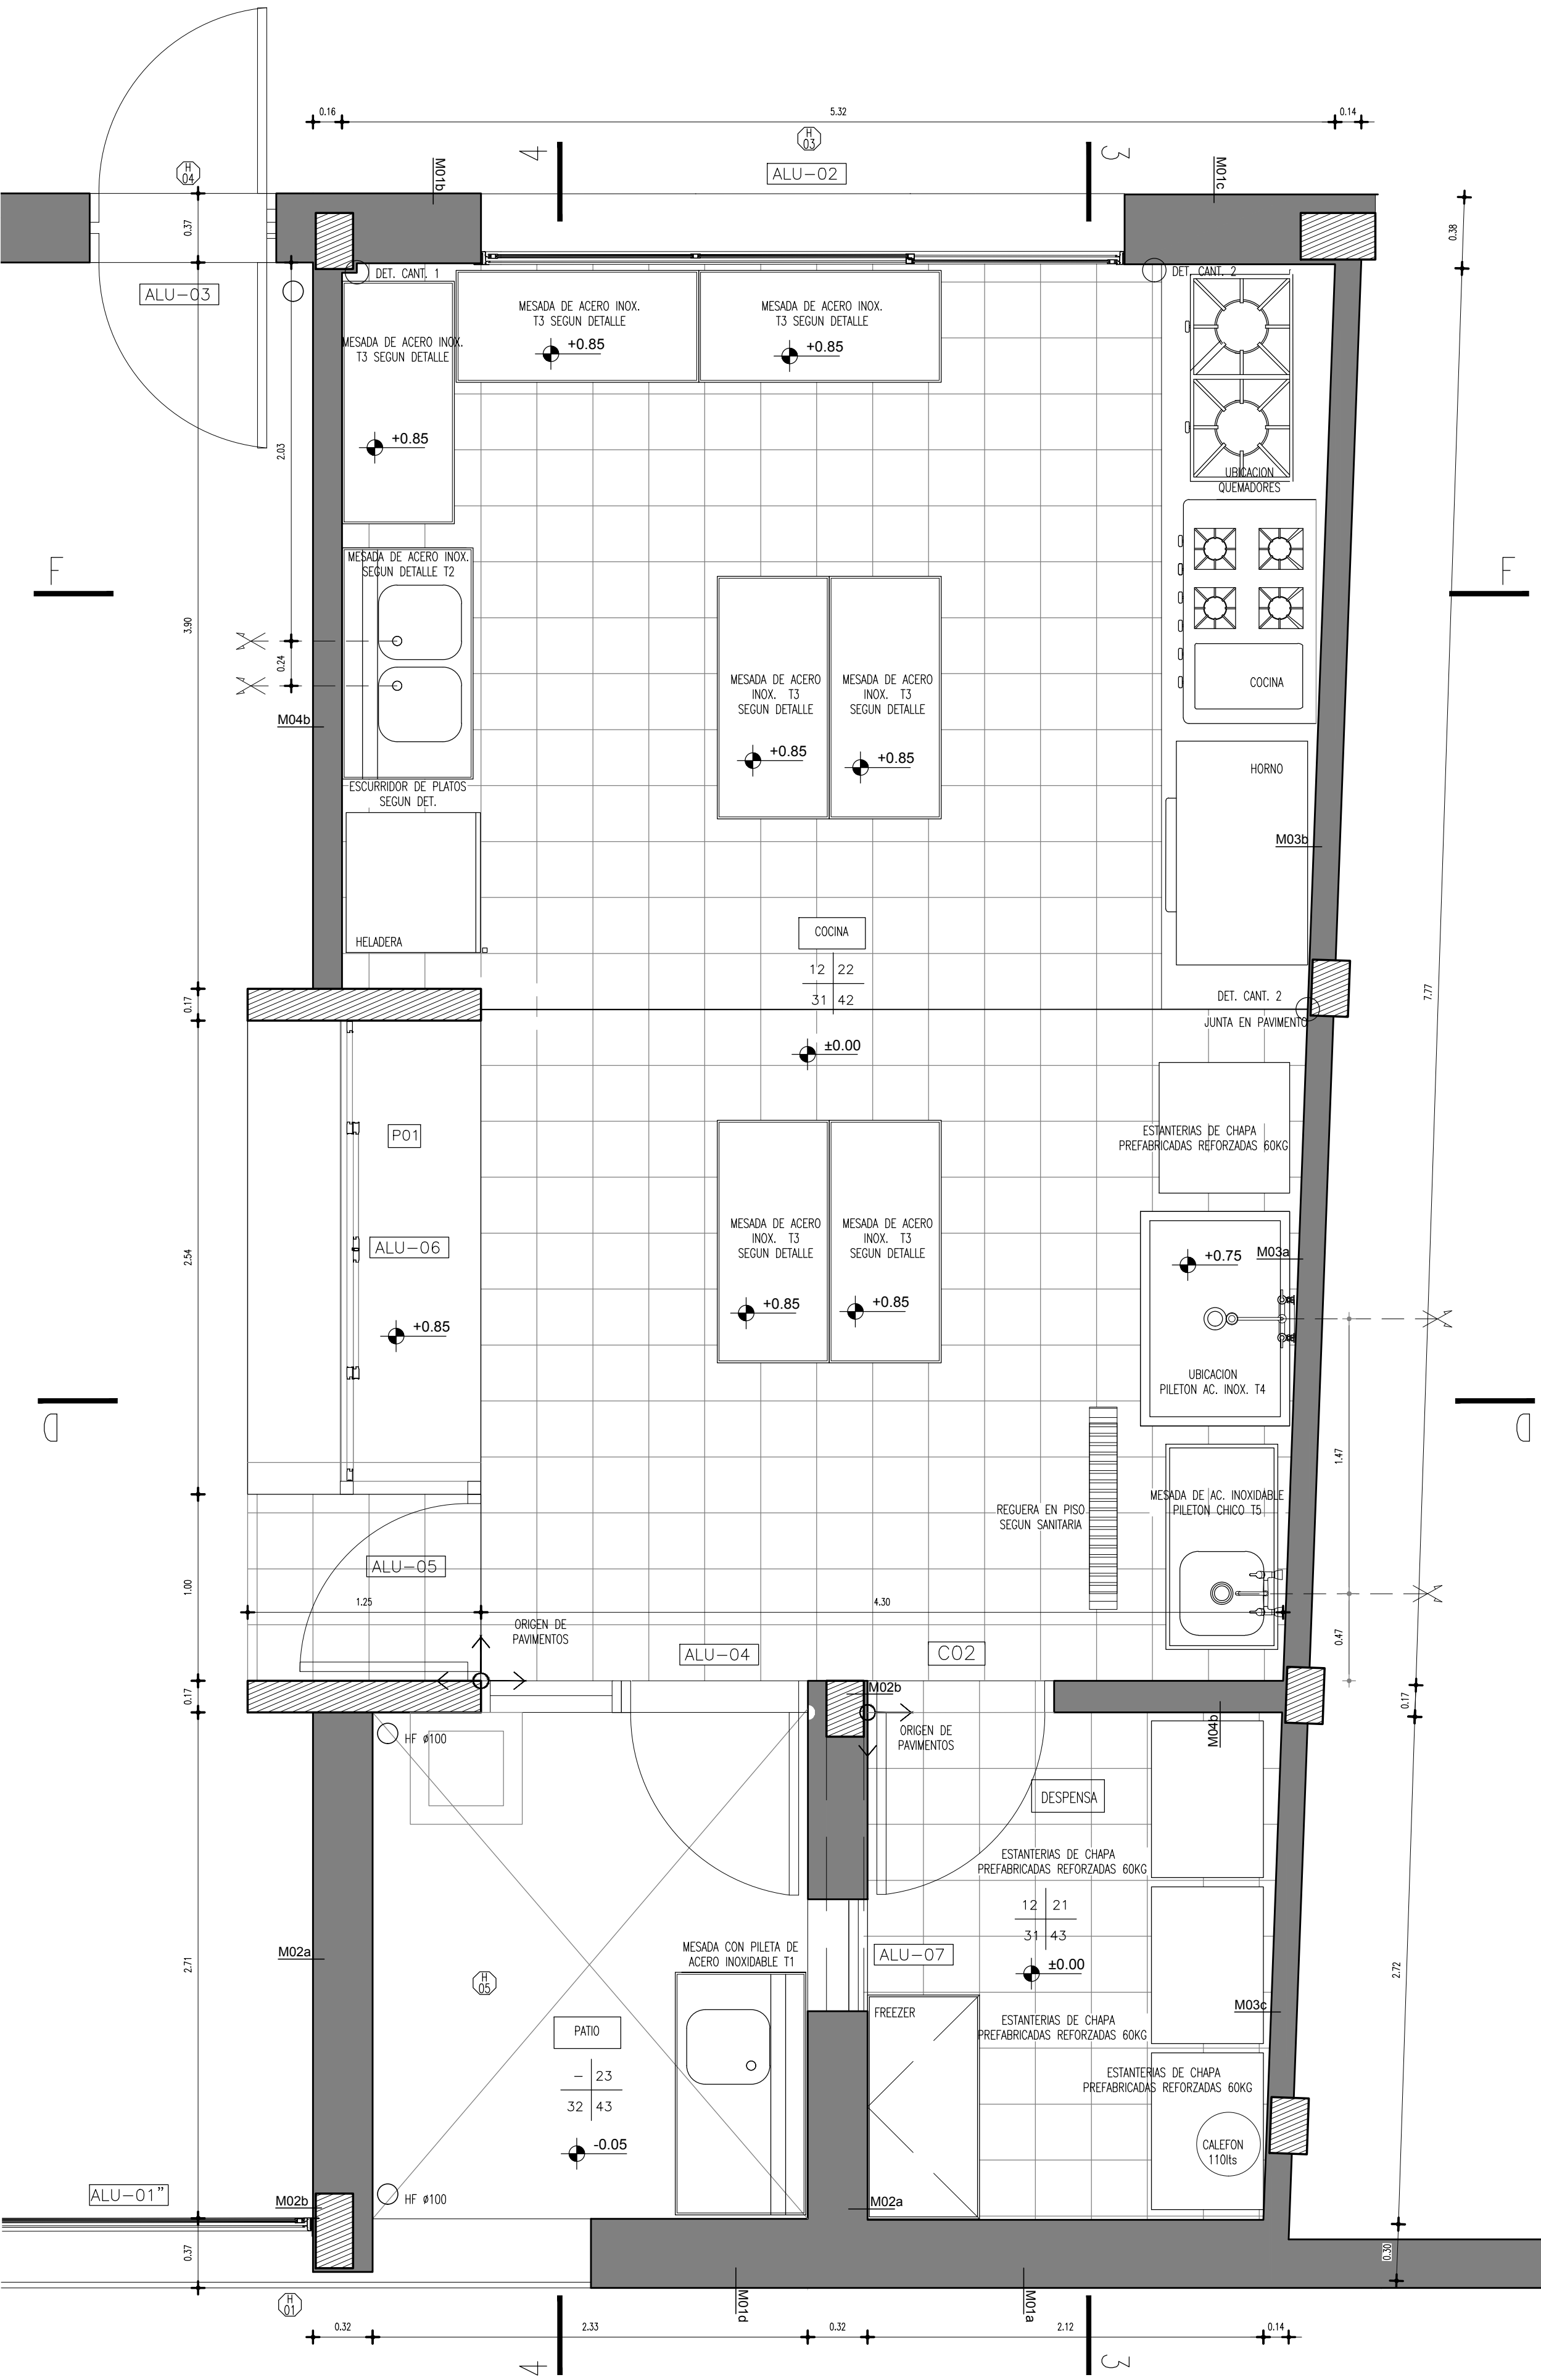 0.16
5.32
0.14
H
03
ALU-02
4
3
M01b
M01c
H
04
0.37
0.38
ALU-03
DET. CANT. 1
DET. CANT. 2
MESADA DE ACERO INOX.
T3 SEGUN DETALLE
+0.85
MESADA DE ACERO INOX.
T3 SEGUN DETALLE
+0.85
MESADA DE ACERO INOX.
T3 SEGUN DETALLE
+0.85
2.03
UBICACION
QUEMADORES
F
F
MESADA DE ACERO INOX.
SEGUN DETALLE T2
3.90
0.24
M04b
MESADA DE ACERO
INOX. T3
SEGUN DETALLE
+0.85
MESADA DE ACERO
INOX. T3
SEGUN DETALLE
+0.85
COCINA
HORNO
ESCURRIDOR DE PLATOS
SEGUN DET.
M03b
HELADERA
COCINA
12 22
31 42
DET. CANT. 2
JUNTA EN PAVIMENTO
0.17
7.77
±0.00
P01
ESTANTERIAS DE CHAPA
PREFABRICADAS REFORZADAS 60KG
ALU-06
2.54
MESADA DE ACERO
INOX. T3
SEGUN DETALLE
+0.85
MESADA DE ACERO
INOX. T3
SEGUN DETALLE
+0.85
+0.75
M03a
+0.85
UBICACION
PILETON AC. INOX. T4
D
D
1.47
MESADA DE AC. INOXIDABLE
PILETON CHICO T5
REGUERA EN PISO
SEGUN SANITARIA
ALU-05
1.00
1.25
4.30
ORIGEN DE
PAVIMENTOS
0.47
ALU-04
C02
M02b
0.17
0.17
HF ø100
ORIGEN DE
PAVIMENTOS
M04b
DESPENSA
ESTANTERIAS DE CHAPA
PREFABRICADAS REFORZADAS 60KG
12 21
31 43
±0.00
M02a
MESADA CON PILETA DE
ACERO INOXIDABLE T1
ALU-07
2.71
2.72
H
05
FREEZER
M03c
PATIO
ESTANTERIAS DE CHAPA
PREFABRICADAS REFORZADAS 60KG
- 23
32 43
-0.05
ESTANTERIAS DE CHAPA
PREFABRICADAS REFORZADAS 60KG
CALEFON
110lts
ALU-01"
M02b
HF ø100
M02a
0.37
0.30
H
01
M01d
M01a
0.32
2.33
0.32
2.12
0.14
4
3